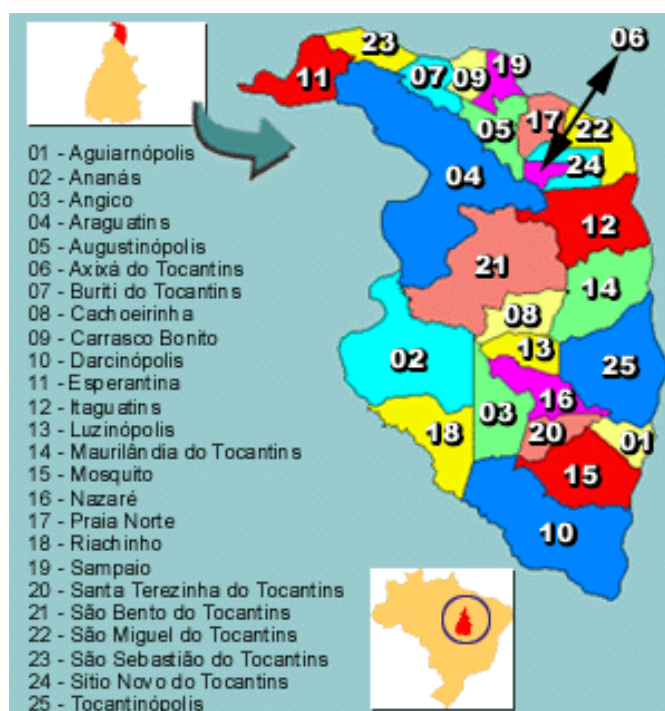 06
23
11
07
09
19
05
17
22
24
04
12
21
14
08
13
25
02
16
03
18
20
01
15
10
01 - Aguiarnópolis
02 - Ananás
03 - Angico
04 - Araguatins
05 - Augustinópolis
06 - Axixá do Tocantins
07 - Buriti do Tocantins
08 - Cachoeirinha
09 - Carrasco Bonito
10 - Darcinópolis
11 - Esperantina
12 - Itaguatins
13 - Luzinópolis
14 - Maurilândia do Tocantins
15 - Mosquito
16 - Nazaré
17 - Praia Norte
18 - Riachinho
19 - Sampaio
20 - Santa Terezinha do Tocantins
21 - São Bento do Tocantins
22 - São Miguel do Tocantins
23 - São Sebastião do Tocantins
24 - Sítio Novo do Tocantins
25 - Tocantinópolis